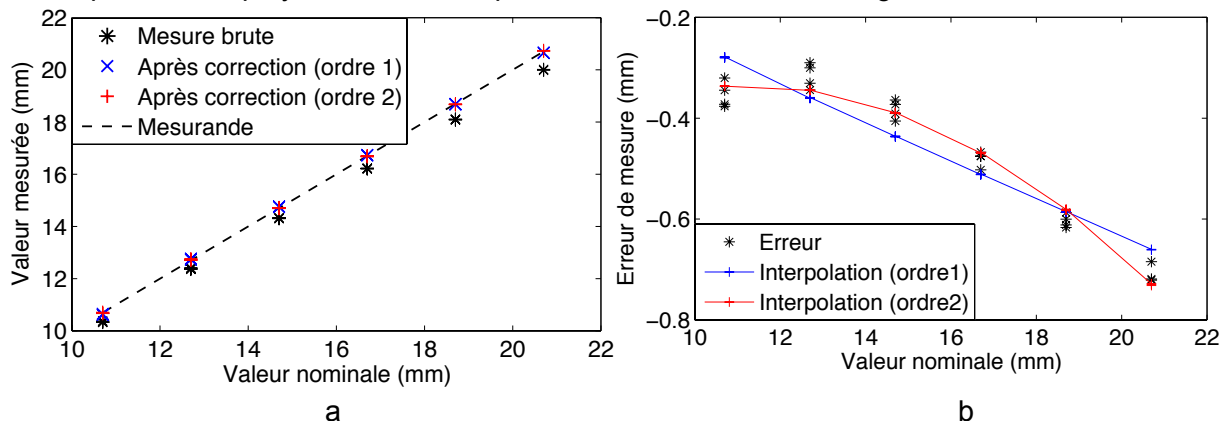 22
20
18
16
14
12
10
Valeur mesurée (mm)
Mesure brute
Après correction (ordre 1)
Après correction (ordre 2)
Mesurande
10 12 14 16 18 20 22
Valeur nominale (mm)
a
−0.2
−0.4
−0.6
−0.8
Erreur de mesure (mm)
Erreur
Interpolation (ordre1)
Interpolation (ordre2)
10 12 14 16 18 20 22
Valeur nominale (mm)
b